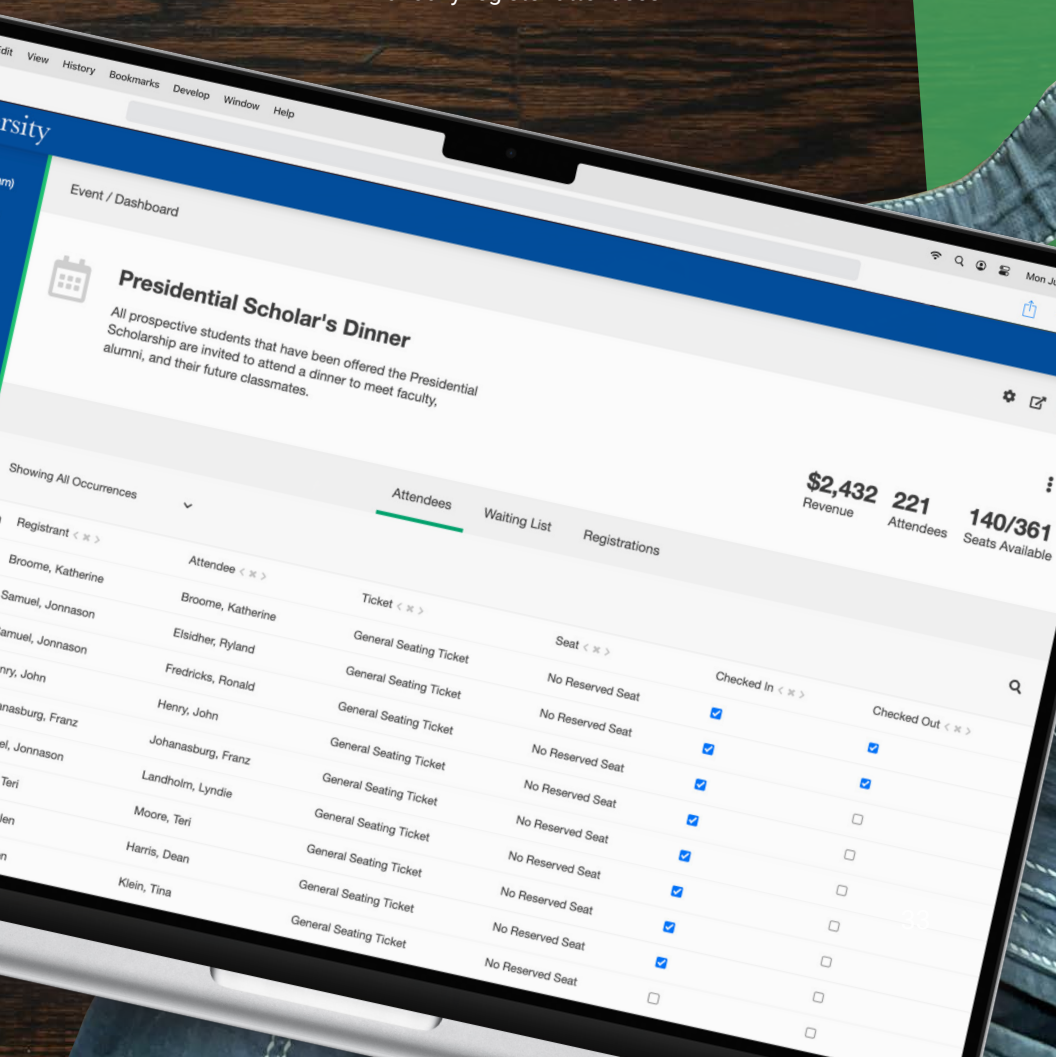 View History Bookmarks Develop Window Help
Mon
Event / Dashboard
Presidential Scholar's Dinner
All prospective students that have been offered the Presidential
Scholarship are invited to attend a dinner to meet faculty,
alumni, and their future classmates.
$2,432 221 140/361
Revenue Attendees Seats Available
Showing All Occurrences
Attendees Waiting List Registrations
Registrant Attendee Ticket Seat Checked In Checked Out
Broome, Katherine Broome, Katherine General Seating Ticket No Reserved Seat
Samuel, Jonnason Elsidher, Ryland General Seating Ticket No Reserved Seat
amuel, Jonnason Fredricks, Ronald General Seating Ticket No Reserved Seat
nry, John Henry, John General Seating Ticket No Reserved Seat
anasburg, Franz Johanasburg, Franz General Seating Ticket No Reserved Seat
el, Jonnason Landholm, Lyndie General Seating Ticket No Reserved Seat
Teri Moore, Teri General Seating Ticket No Reserved Seat
Harris, Dean General Seating Ticket No Reserved Seat
Klein, Tina General Seating Ticket No Reserved Seat
33